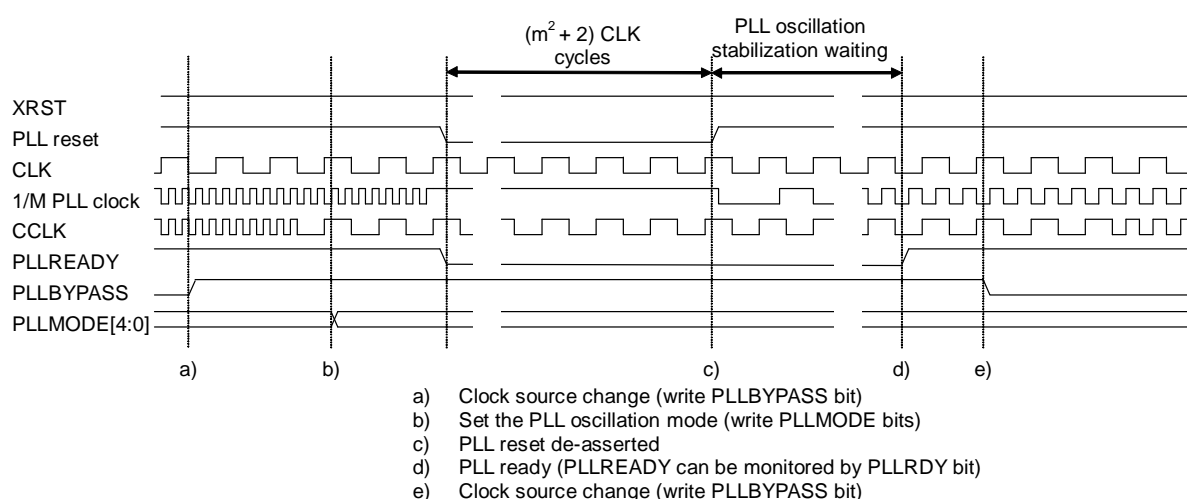 (m² + 2) CLK
cycles
PLL oscillation
stabilization waiting
XRST
PLL reset
CLK
1/M PLL clock
CCLK
PLLREADY
PLLBYPASS
PLLMODE[4:0]
a) b) c) d) e)
a) Clock source change (write PLLBYPASS bit)
b) Set the PLL oscillation mode (write PLLMODE bits)
c) PLL reset de-asserted
d) PLL ready (PLLREADY can be monitored by PLLRDY bit)
e) Clock source change (write PLLBYPASS bit)